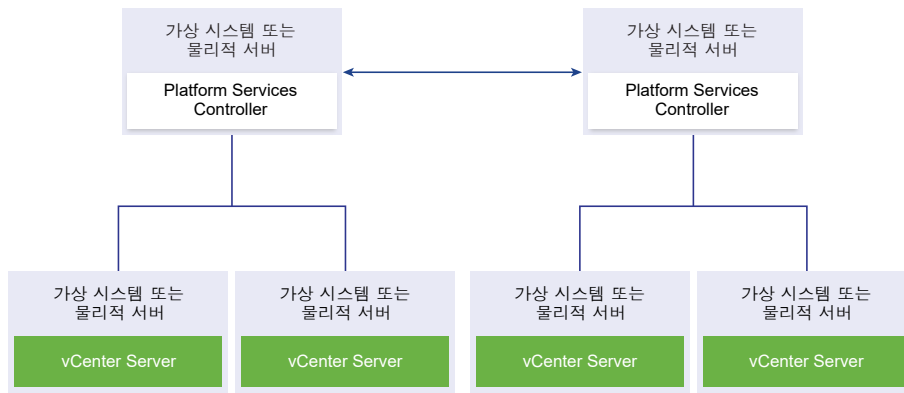 가상 시스템 또는
물리적 서버
Platform Services
Controller
가상 시스템 또는
물리적 서버
Platform Services
Controller
가상 시스템 또는
물리적 서버
vCenter Server
가상 시스템 또는
물리적 서버
vCenter Server
가상 시스템 또는
물리적 서버
vCenter Server
가상 시스템 또는
물리적 서버
vCenter Server